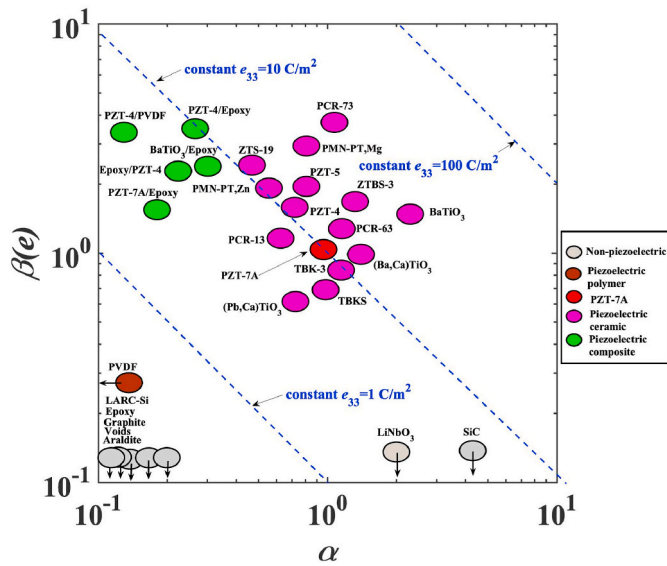 10¹
constant e₃₃=10 C/m²
PZT-4/PVDF
PZT-4/Epoxy
PCR-73
BaTiO₃/Epoxy
ZTS-19
PMN-PT,Mg
constant e₃₃=100 C/m²
Epoxy/PZT-4
PZT-5
PZT-7A/Epoxy
PMN-PT,Zn
ZTBS-3
PZT-4
BaTiO₃
PCR-13
PCR-63
β(e)
10⁰
PZT-7A
TBK-3
(Ba,Ca)TiO₃
(Pb,Ca)TiO₃
TBKS
Non-piezoelectric
Piezoelectric
polymer
PZT-7A
Piezoelectric
ceramic
Piezoelectric
composite
PVDF
constant e₃₃=1 C/m²
LARC-Si
Epoxy
Graphite
Voids
Araldite
LiNbO₃
SiC
10⁻¹
10⁻¹
10⁰
10¹
α